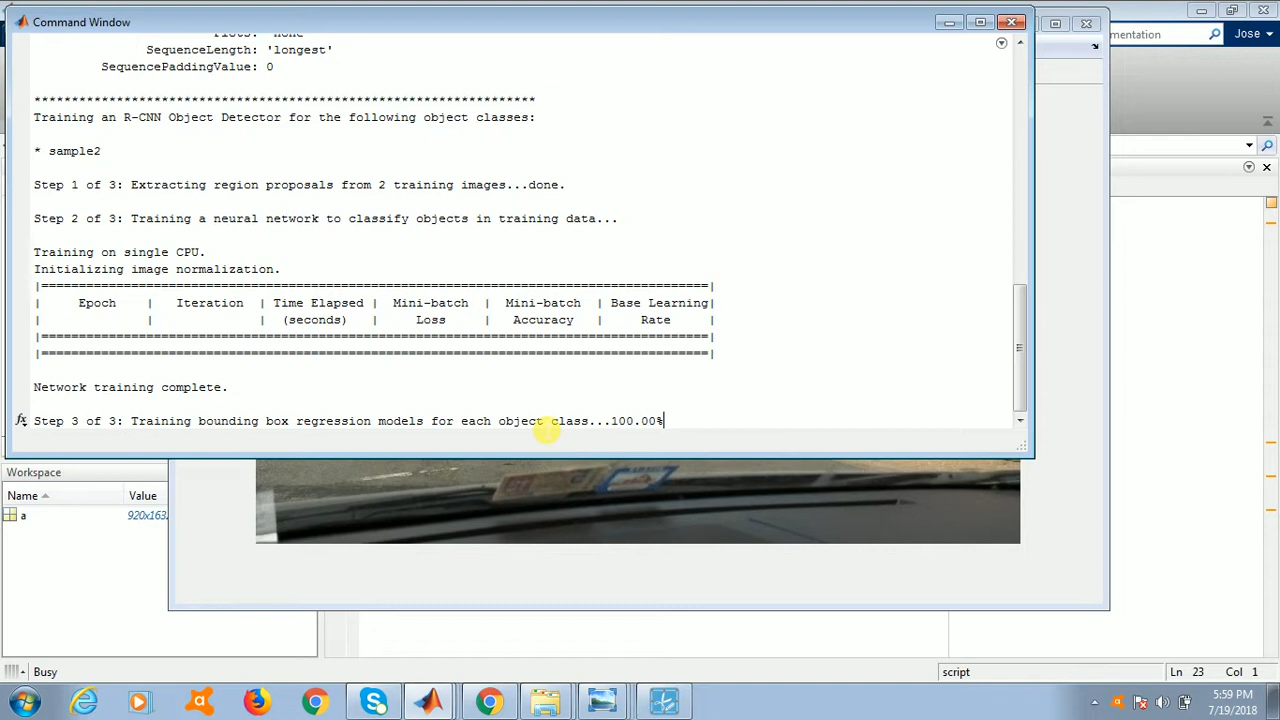 Command Window
SequenceLength: 'longest'
SequencePaddingValue: 0
*******************************************************************
Training an R-CNN Object Detector for the following object classes:
* sample2
Step 1 of 3: Extracting region proposals from 2 training images...done.
Step 2 of 3: Training a neural network to classify objects in training data...
Training on single CPU.
Initializing image normalization.
|=========================================================================================|
| Epoch | Iteration | Time Elapsed | Mini-batch | Mini-batch | Base Learning|
| | | (seconds) | Loss | Accuracy | Rate |
|=========================================================================================|
|=========================================================================================|
Network training complete.
fx Step 3 of 3: Training bounding box regression models for each object class...100.00%
mentation
Jose
Workspace
Name Value
a 920x163
Busy
script
Ln 23 Col 1
5:59 PM
7/19/2018